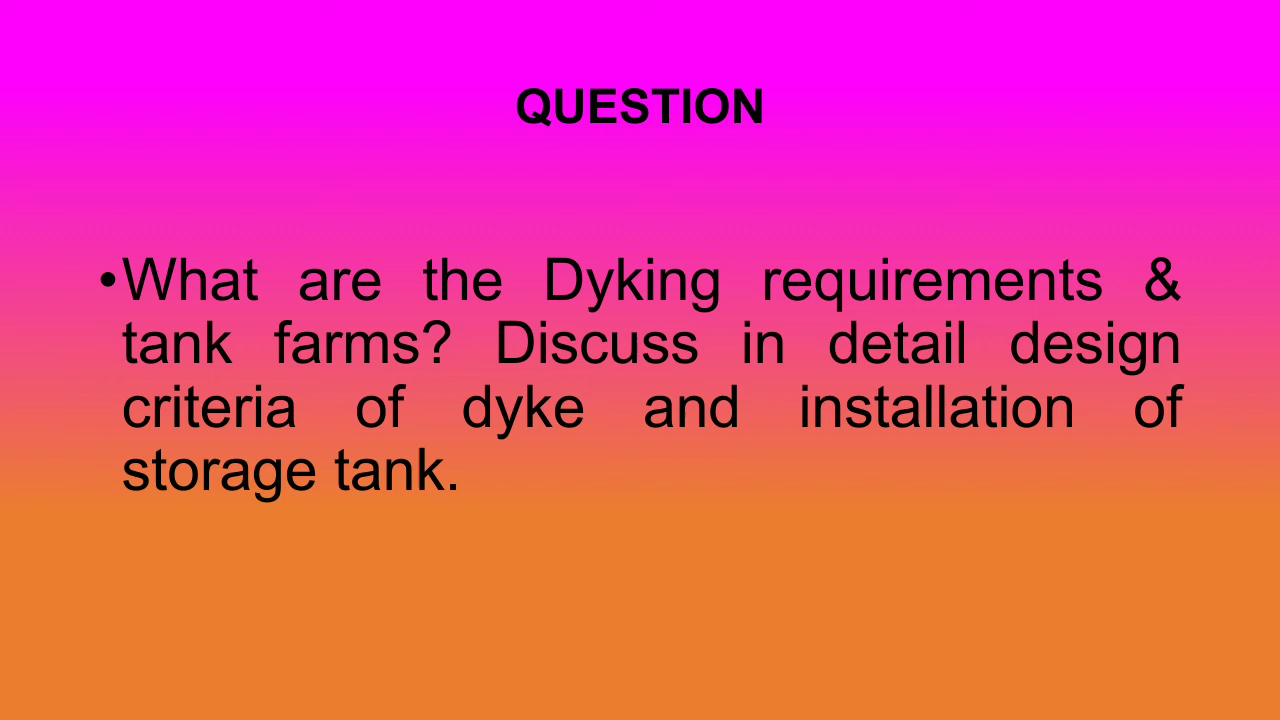 QUESTION
•What are the Dyking requirements &
tank farms? Discuss in detail design
criteria of dyke and installation of
storage tank.